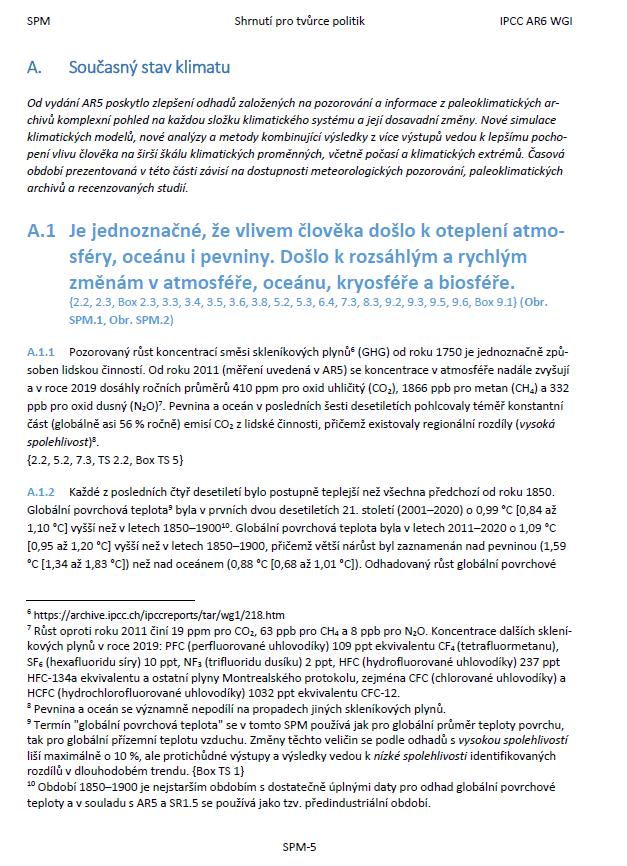 SPM Shrnutí pro tvůrce politik IPCC AR6 WGI
A. Současný stav klimatu
Od vydání AR5 poskytlo zlepšení odhadů založených na pozorování a informace z paleoklimatických ar-
chivů komplexní pohled na každou složku klimatického systému a její dosavadní změny. Nové simulace
klimatických modelů, nové analýzy a metody kombinující výsledky z více výstupů vedou k lepšímu pocho-
pení vlivu člověka na širší škálu klimatických proměnných, včetně počasí a klimatických extrémů. Časová
období prezentovaná v této části závisí na dostupnosti meteorologických pozorování, paleoklimatických
archivů a recenzovaných studií.
A.1 Je jednoznačné, že vlivem člověka došlo k oteplení atmo-
sféry, oceánu i pevniny. Došlo k rozsáhlým a rychlým
změnám v atmosféře, oceánu, kryosféře a biosféře.
{2.2, 2.3, Box 2.3, 3.3, 3.4, 3.5, 3.6, 3.8, 5.2, 5.3, 6.4, 7.3, 8.3, 9.2, 9.3, 9.5, 9.6, Box 9.1} (Obr.
SPM.1, Obr. SPM.2)
A.1.1 Pozorovaný růst koncentrací směsi skleníkových plynů⁶ (GHG) od roku 1750 je jednoznačně způ-
soben lidskou činností. Od roku 2011 (měření uvedená v AR5) se koncentrace v atmosféře nadále zvyšují
a v roce 2019 dosáhly ročních průměrů 410 ppm pro oxid uhličitý (CO₂), 1866 ppb pro metan (CH₄) a 332
ppb pro oxid dusný (N₂O)⁷. Pevnina a oceán v posledních šesti desetiletích pohlcovaly téměř konstantní
část (globálně asi 56 % ročně) emisí CO₂ z lidské činnosti, přičemž existovaly regionální rozdíly (vysoká
spolehlivost)⁸.
{2.2, 5.2, 7.3, TS 2.2, Box TS 5}
A.1.2 Každé z posledních čtyř desetiletí bylo postupně teplejší než všechna předchozí od roku 1850.
Globální povrchová teplota⁹ byla v prvních dvou desetiletích 21. století (2001–2020) o 0,99 °C [0,84 až
1,10 °C] vyšší než v letech 1850–1900¹⁰. Globální povrchová teplota byla v letech 2011–2020 o 1,09 °C
[0,95 až 1,20 °C] vyšší než v letech 1850–1900, přičemž větší nárůst byl zaznamenán nad pevninou (1,59
°C [1,34 až 1,83 °C]) než nad oceánem (0,88 °C [0,68 až 1,01 °C]). Odhadovaný růst globální povrchové
⁶ https://archive.ipcc.ch/ipccreports/tar/wg1/218.htm
⁷ Růst oproti roku 2011 činí 19 ppm pro CO₂, 63 ppb pro CH₄ a 8 ppb pro N₂O. Koncentrace dalších sklení-
kových plynů v roce 2019: PFC (perfluorované uhlovodíky) 109 ppt ekvivalentu CF₄ (tetrafluormetanu),
SF₆ (hexafluoridu síry) 10 ppt, NF₃ (trifluoridu dusíku) 2 ppt, HFC (hydrofluorované uhlovodíky) 237 ppt
HFC-134a ekvivalentu a ostatní plyny Montrealského protokolu, zejména CFC (chlorované uhlovodíky) a
HCFC (hydrochlorofluorované uhlovodíky) 1032 ppt ekvivalentu CFC-12.
⁸ Pevnina a oceán se významně nepodílí na propadech jiných skleníkových plynů.
⁹ Termín "globální povrchová teplota" se v tomto SPM používá jak pro globální průměr teploty povrchu,
tak pro globální přízemní teplotu vzduchu. Změny těchto veličin se podle odhadů s vysokou spolehlivostí
liší maximálně o 10 %, ale protichůdné výstupy a výsledky vedou k nízké spolehlivosti identifikovaných
rozdílů v dlouhodobém trendu. {Box TS 1}
¹⁰ Období 1850–1900 je nejstarším obdobím s dostatečně úplnými daty pro odhad globální povrchové
teploty a v souladu s AR5 a SR1.5 se používá jako tzv. předindustriální období.
SPM-5